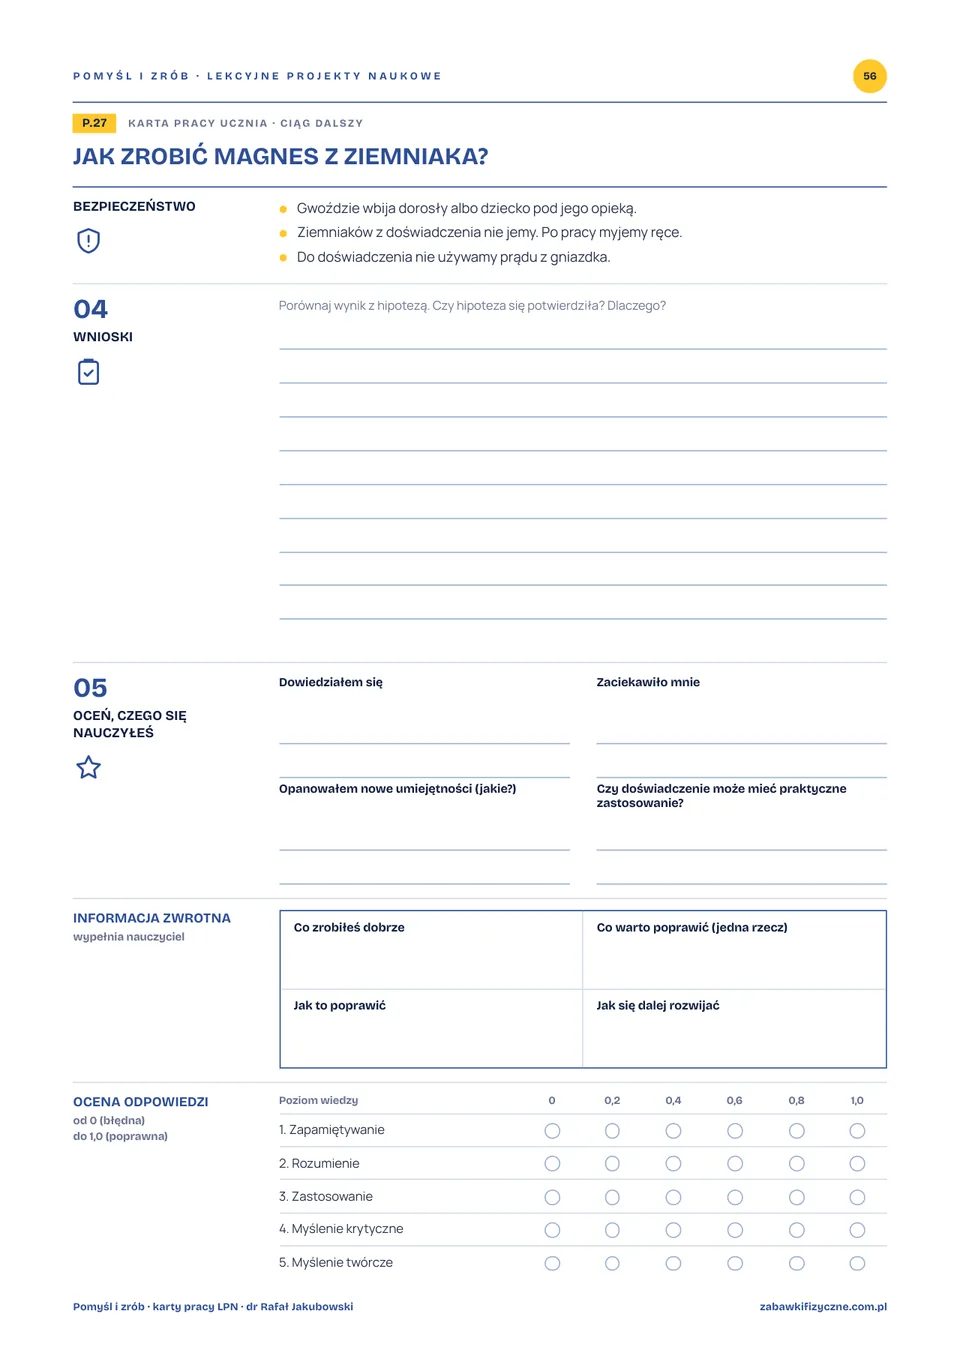 POMYŚL I ZRÓB · LEKCYJNE PROJEKTY NAUKOWE
56
P.27 KARTA PRACY UCZNIA · CIĄG DALSZY
JAK ZROBIĆ MAGNES Z ZIEMNIAKA?
BEZPIECZEŃSTWO
Gwoździe wbija dorosły albo dziecko pod jego opieką.
Ziemniaków z doświadczenia nie jemy. Po pracy myjemy ręce.
Do doświadczenia nie używamy prądu z gniazdka.
04
WNIOSKI
Porównaj wynik z hipotezą. Czy hipoteza się potwierdziła? Dlaczego?
05
OCEŃ, CZEGO SIĘ
NAUCZYŁEŚ
Dowiedziałem się
Zaciekawiło mnie
Opanowałem nowe umiejętności (jakie?)
Czy doświadczenie może mieć praktyczne
zastosowanie?
INFORMACJA ZWROTNA
wypełnia nauczyciel
Co zrobiłeś dobrze
Co warto poprawić (jedna rzecz)
Jak to poprawić
Jak się dalej rozwijać
OCENA ODPOWIEDZI
od 0 (błędna)
do 1,0 (poprawna)
Poziom wiedzy 0 0,2 0,4 0,6 0,8 1,0
1. Zapamiętywanie
2. Rozumienie
3. Zastosowanie
4. Myślenie krytyczne
5. Myślenie twórcze
Pomyśl i zrób · karty pracy LPN · dr Rafał Jakubowski
zabawkifizyczne.com.pl